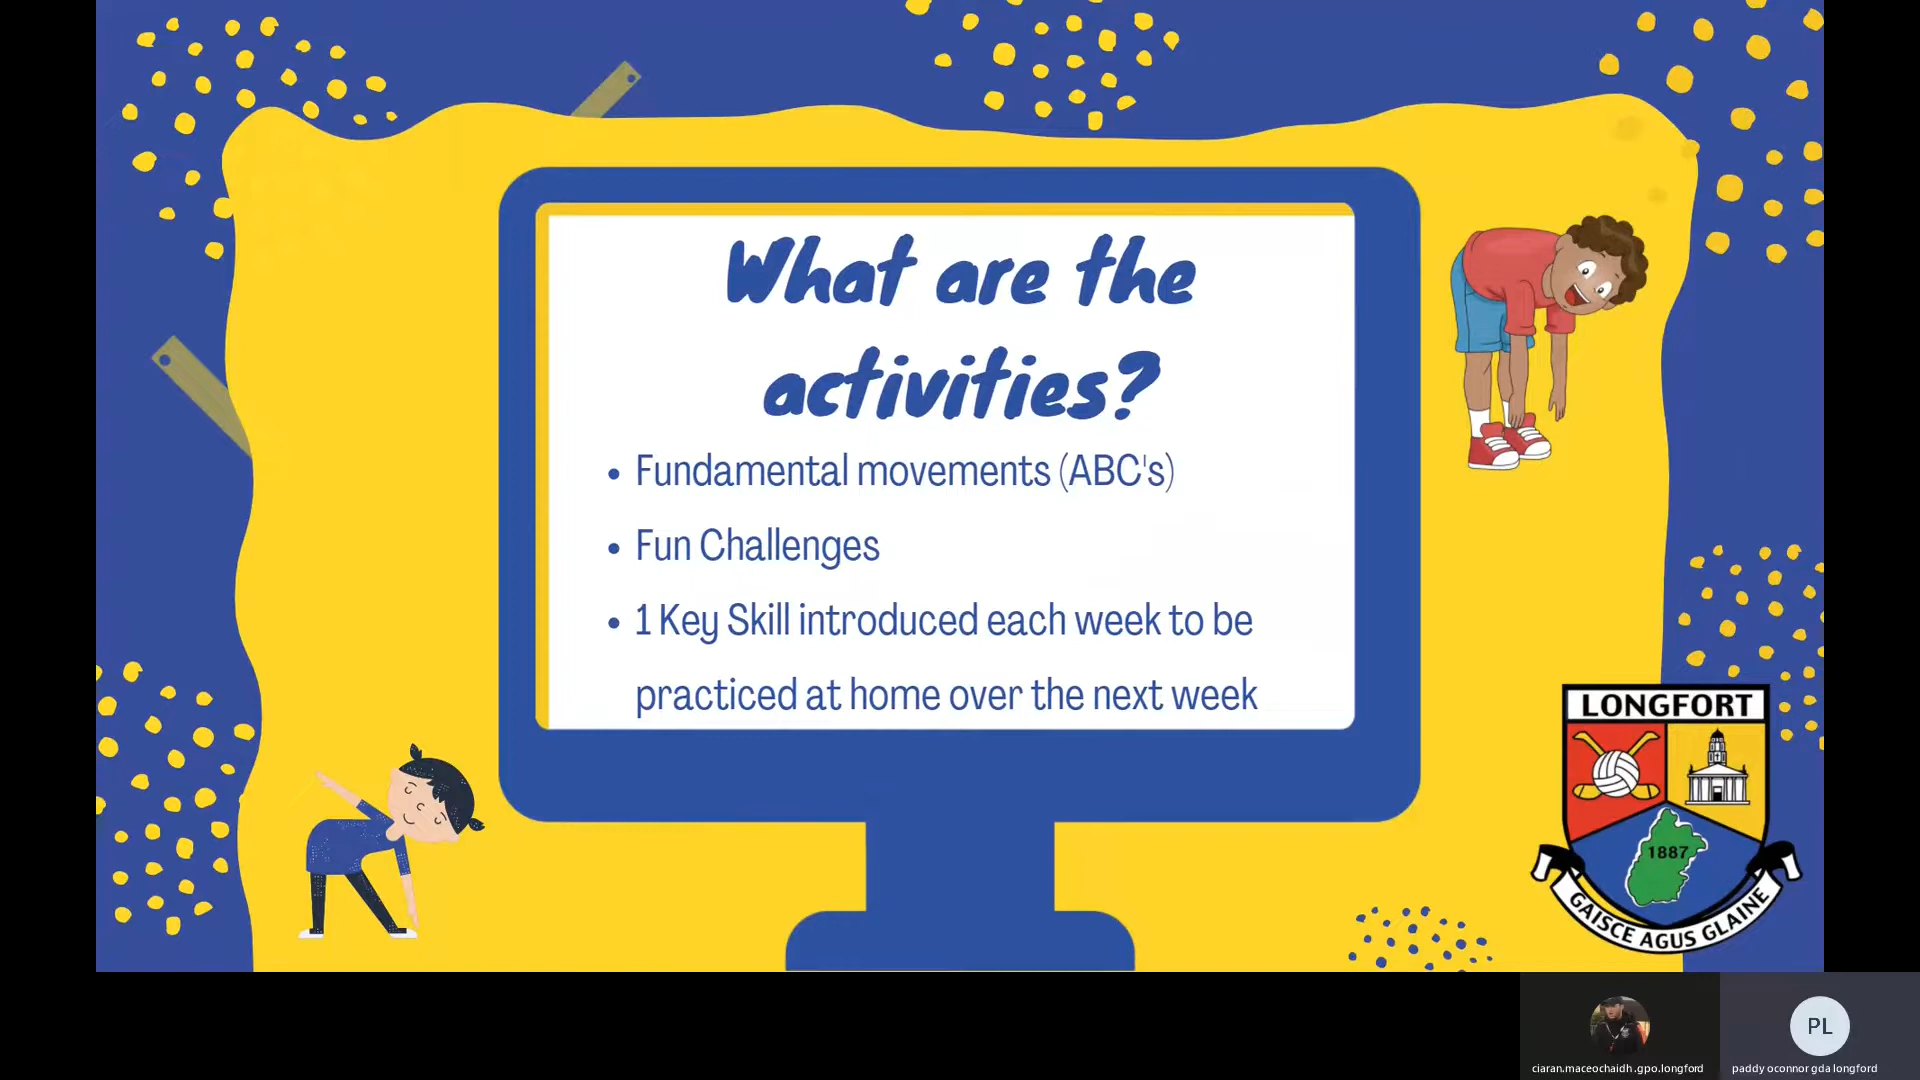 What are the
activities?
• Fundamental movements (ABC's)
• Fun Challenges
• 1 Key Skill introduced each week to be
practiced at home over the next week
LONGFORT
1887
GAISCE AGUS GLAINE
PL
ciaran.maceochaidh.gpo.longford
paddy oconnor gda longford